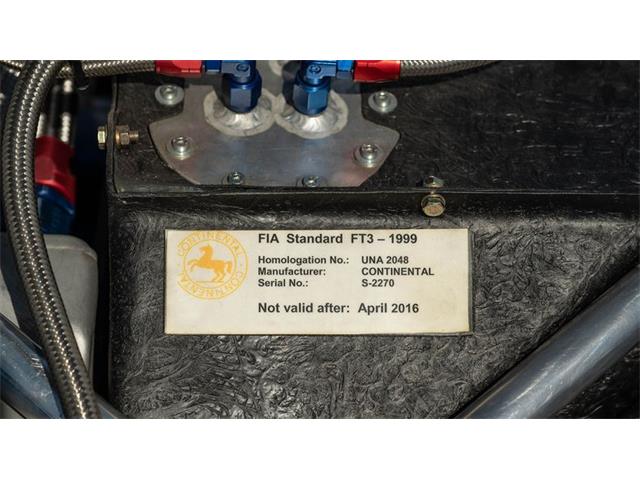 CONTINENTAL
CONTINENTAL
FIA Standard FT3 – 1999
Homologation No.: UNA 2048
Manufacturer: CONTINENTAL
Serial No.: S-2270
Not valid after: April 2016